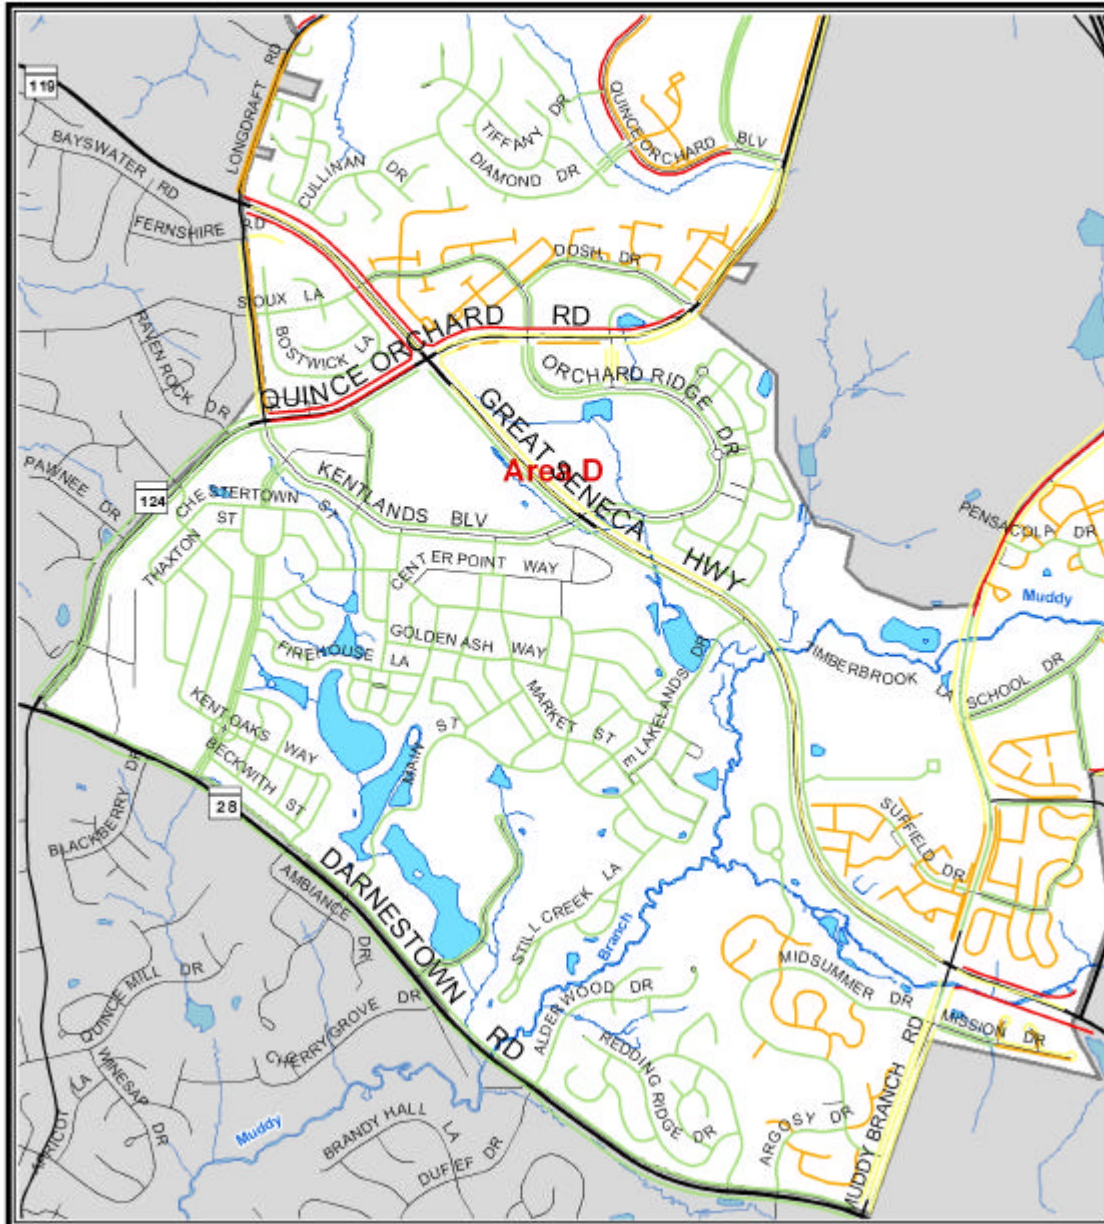 119
LONGDRAFT RD
BAYSWATER RD
FERNSHIRE RD
CULLINAN DR
TIFFANY DR
DIAMOND DR
QUINCE ORCHARD BLV
DOSH DR
SIOUX LA
BOSTWICK LA
RAVEN ROCK DR
QUINCE ORCHARD RD
ORCHARD RIDGE DR
GREAT SENECA HWY
Area D
PAWNEE DR
124
CHESTERTOWN ST
KENTLANDS BLV
THAXTON ST
CENTERPOINT WAY
PENSACOLA DR
Muddy
GOLDEN ASH WAY
FIREHOUSE LA
TIMBERBROOK LA
SCHOOL DR
KENT OAKS WAY
BECKWITH ST
MARKET ST
MAIN ST
E LAKELANDS DR
28
BLACKBERRY DR
SUFFIELD DR
DARNESTOWN RD
AMBIANCE DR
STILL CREEK LA
Branch
QUINCE MILL DR
CHERRY GROVE DR
ALDERWOOD DR
MIDSUMMER DR
MISSION DR
REDDING RIDGE DR
WINESAP DR
APRICOT LA
Muddy
BRANDY HALL LA
DUFIEF DR
ARGOSY DR
MUDDY BRANCH RD